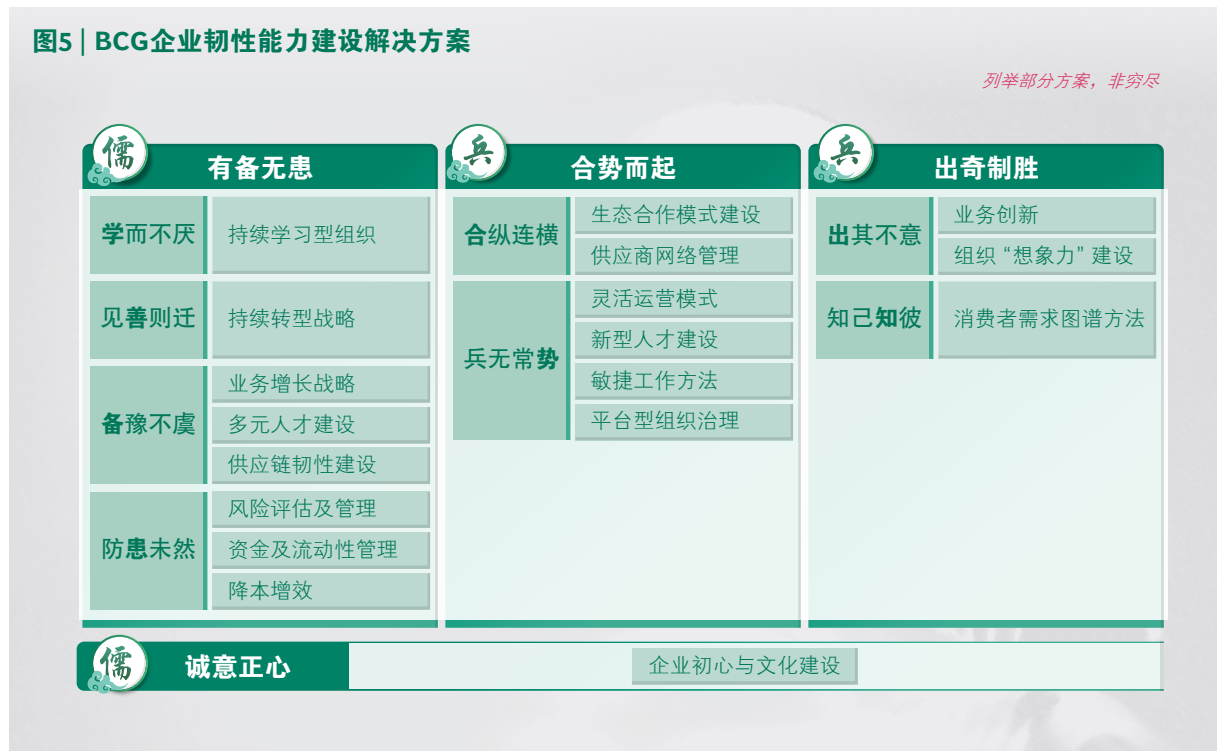 图5 | BCG企业韧性能力建设解决方案
列举部分方案，非穷尽
儒
有备无患
学而不厌
持续学习型组织
见善则迁
持续转型战略
备豫不虞
业务增长战略
多元人才建设
供应链韧性建设
防患未然
风险评估及管理
资金及流动性管理
降本增效
兵
合势而起
合纵连横
生态合作模式建设
供应商网络管理
兵无常势
灵活运营模式
新型人才建设
敏捷工作方法
平台型组织治理
兵
出奇制胜
出其不意
业务创新
组织“想象力”建设
知己知彼
消费者需求图谱方法
儒
诚意正心
企业初心与文化建设